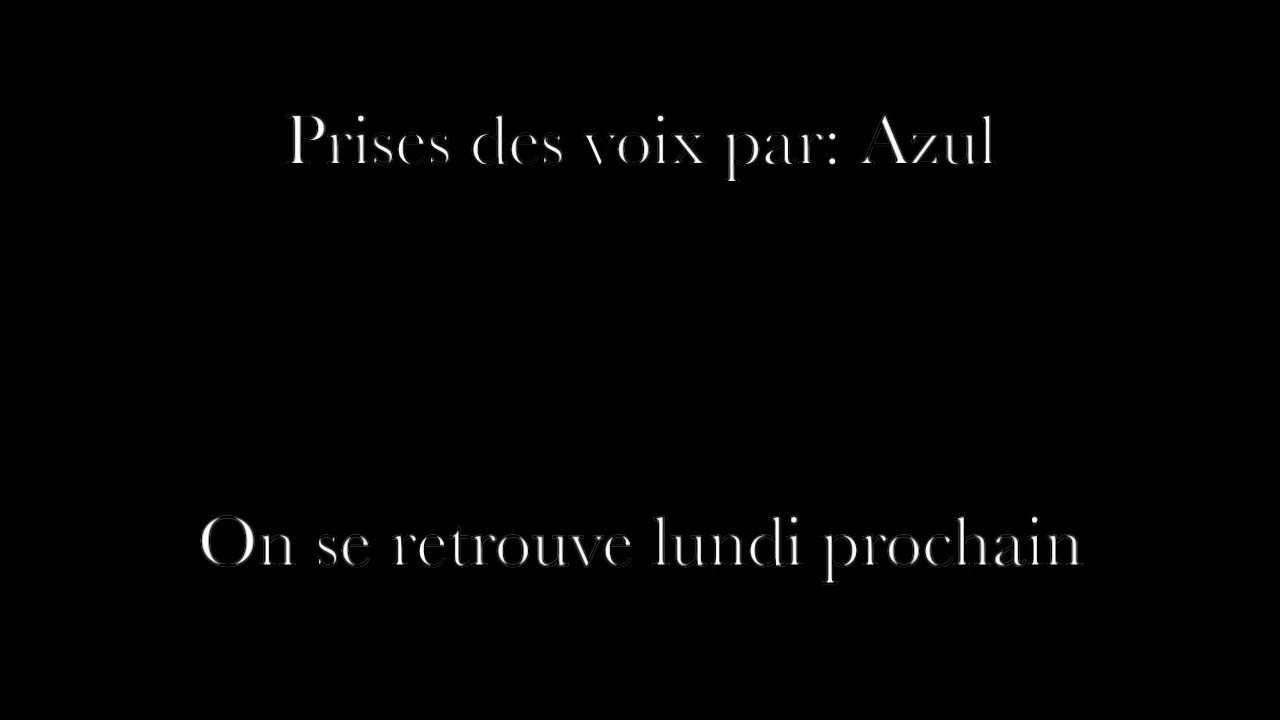 Prises des voix par: Azul
On se retrouve lundi prochain